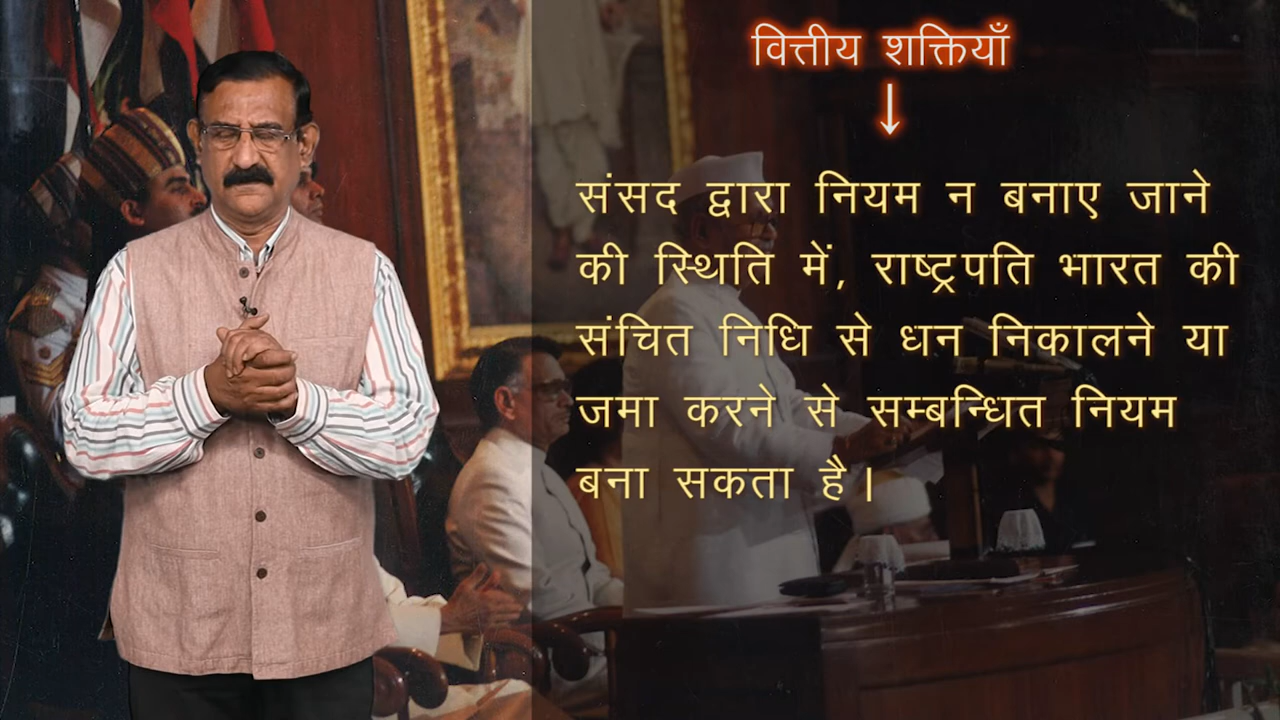 वित्तीय शक्तियाँ
संसद द्वारा नियम न बनाए जाने
की स्थिति में, राष्ट्रपति भारत की
संचित निधि से धन निकालने या
जमा करने से सम्बन्धित नियम
बना सकता है।